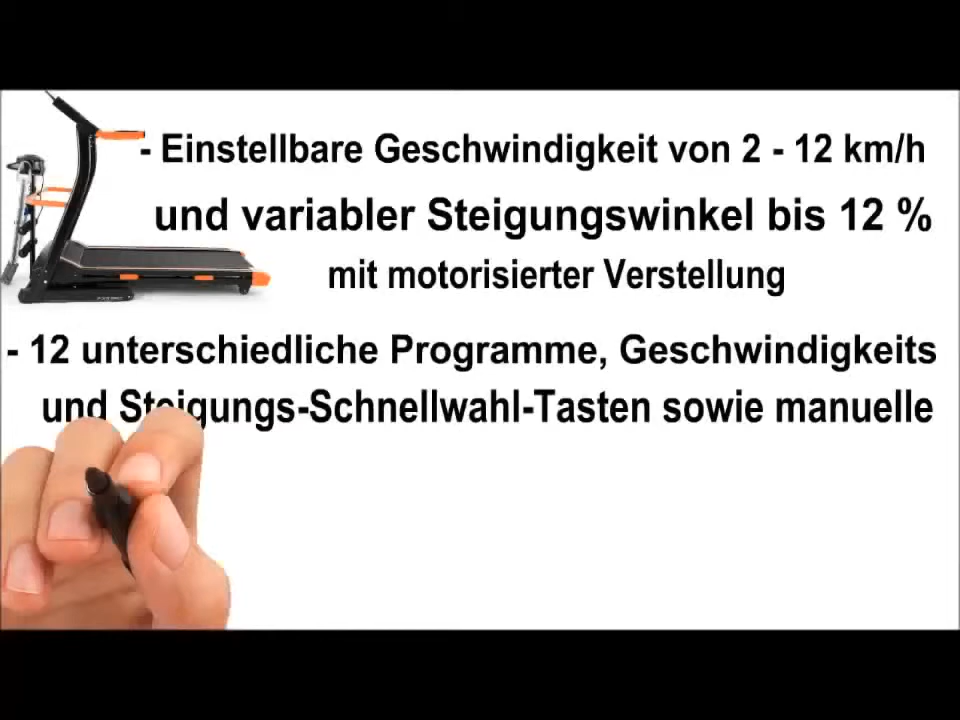 - Einstellbare Geschwindigkeit von 2 - 12 km/h
und variabler Steigungswinkel bis 12 %
mit motorisierter Verstellung
- 12 unterschiedliche Programme, Geschwindigkeits
und Steigungs-Schnellwahl-Tasten sowie manuelle